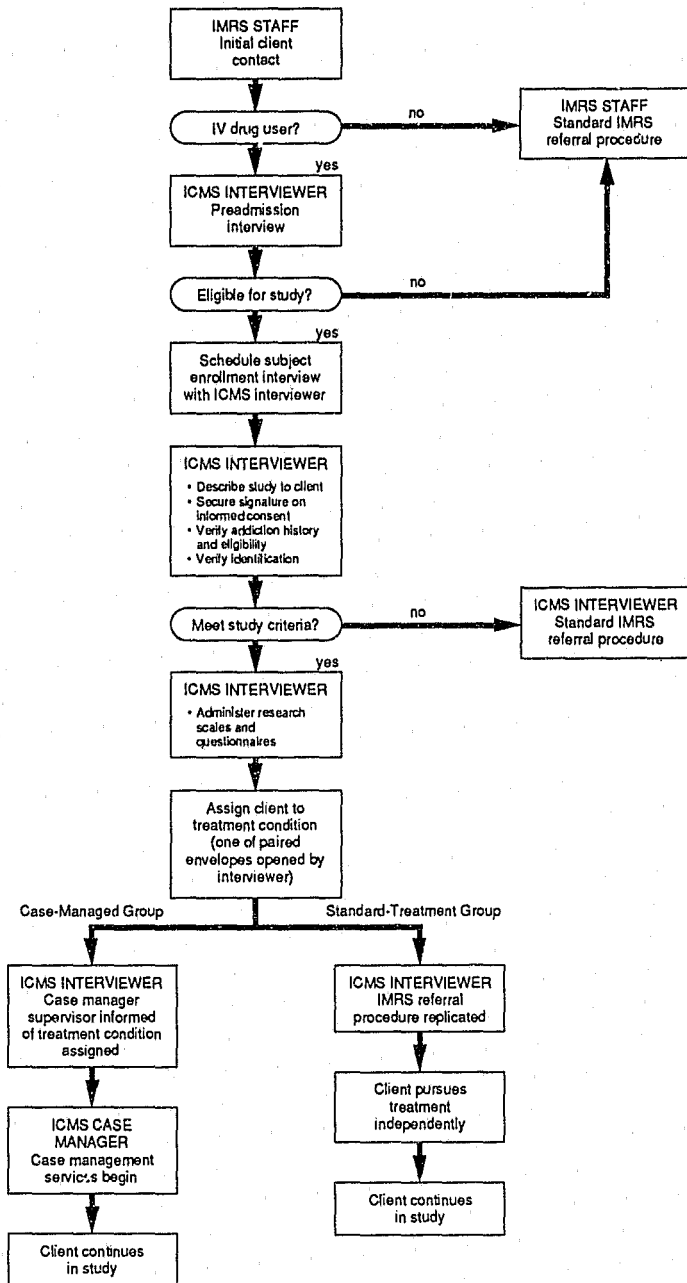 IMRS STAFF
Initial client
contact
IV drug user?
no
IMRS STAFF
Standard IMRS
referral procedure
yes
ICMS INTERVIEWER
Preadmission
interview
Eligible for study?
no
yes
Schedule subject
enrollment interview
with ICMS interviewer
ICMS INTERVIEWER
• Describe study to client
• Secure signature on
informed consent
• Verify addiction history
and eligibility
• Verify identification
Meet study criteria?
no
ICMS INTERVIEWER
Standard IMRS
referral procedure
yes
ICMS INTERVIEWER
• Administer research
scales and
questionnaires
Assign client to
treatment condition
(one of paired
envelopes opened by
interviewer)
Case-Managed Group
Standard-Treatment Group
ICMS INTERVIEWER
Case manager
supervisor informed
of treatment condition
assigned
ICMS INTERVIEWER
IMRS referral
procedure replicated
ICMS CASE
MANAGER
Case management
services begin
Client pursues
treatment
independently
Client continues
in study
Client continues
in study